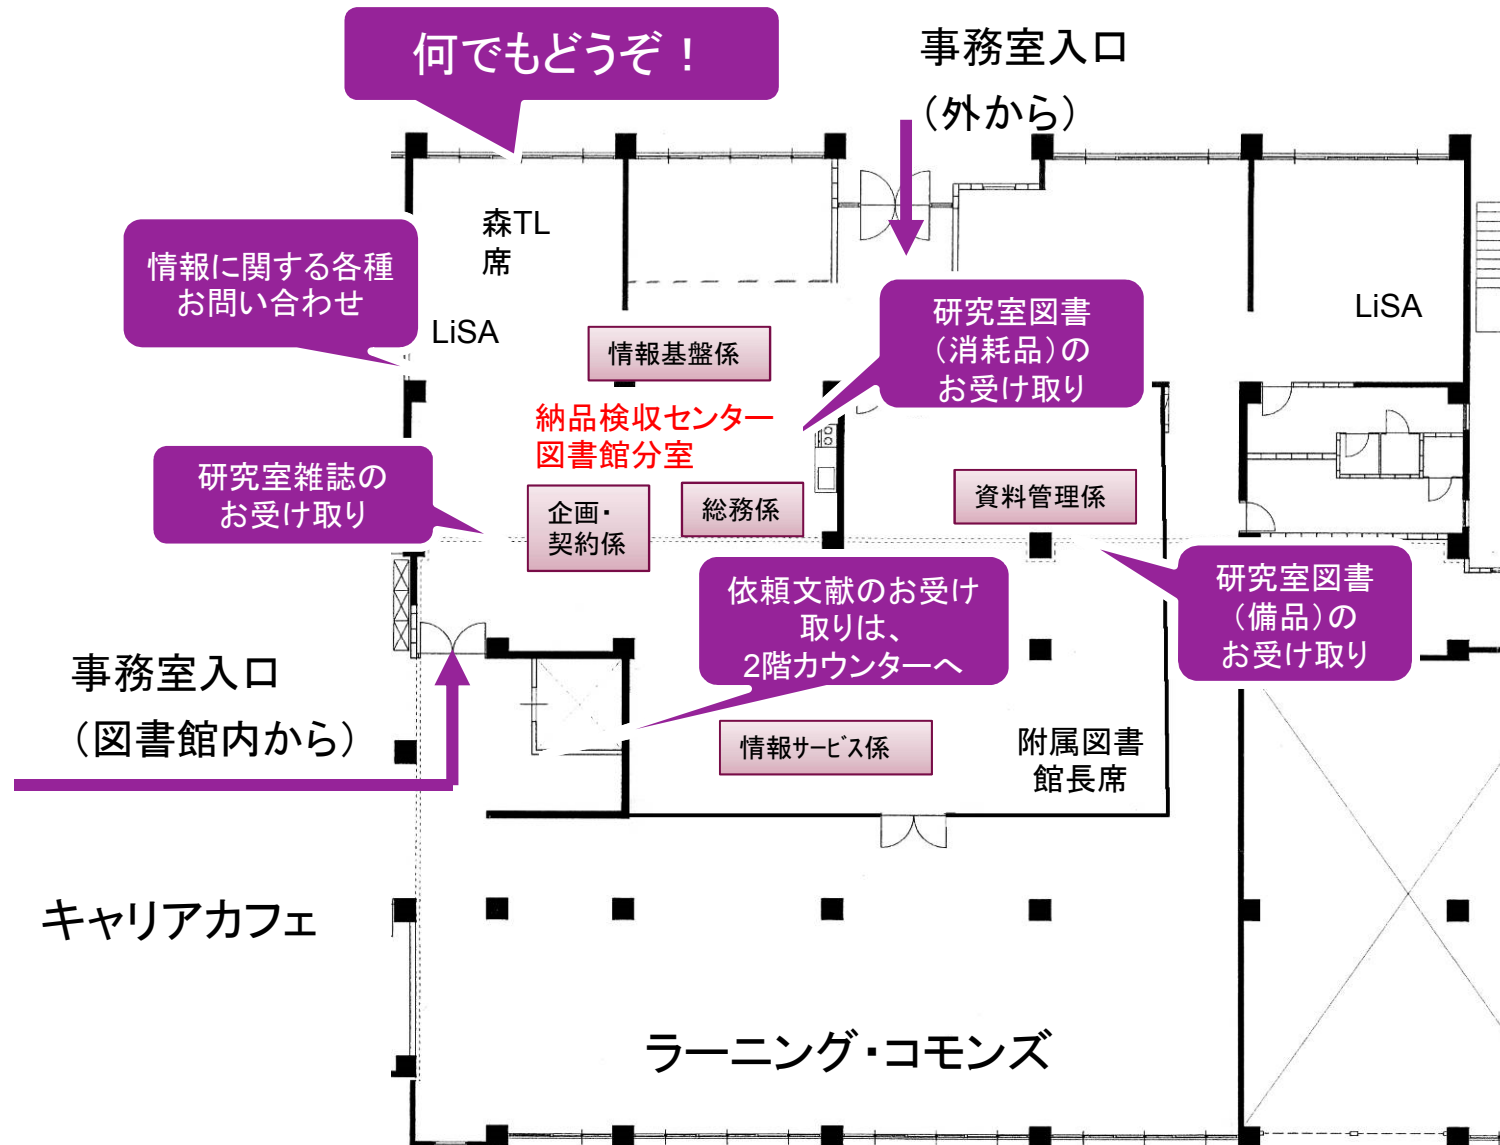 何でもどうぞ！
事務室入口
（外から）
森TL
席
情報に関する各種
お問い合わせ
LiSA
情報基盤係
研究室図書
（消耗品）の
お受け取り
LiSA
納品検収センター
図書館分室
研究室雑誌の
お受け取り
企画・
契約係
総務係
資料管理係
依頼文献のお受け
取りは、
2階カウンターへ
研究室図書
（備品）の
お受け取り
事務室入口
（図書館内から）
情報サービス係
附属図書
館長席
キャリアカフェ
ラーニング・コモンズ